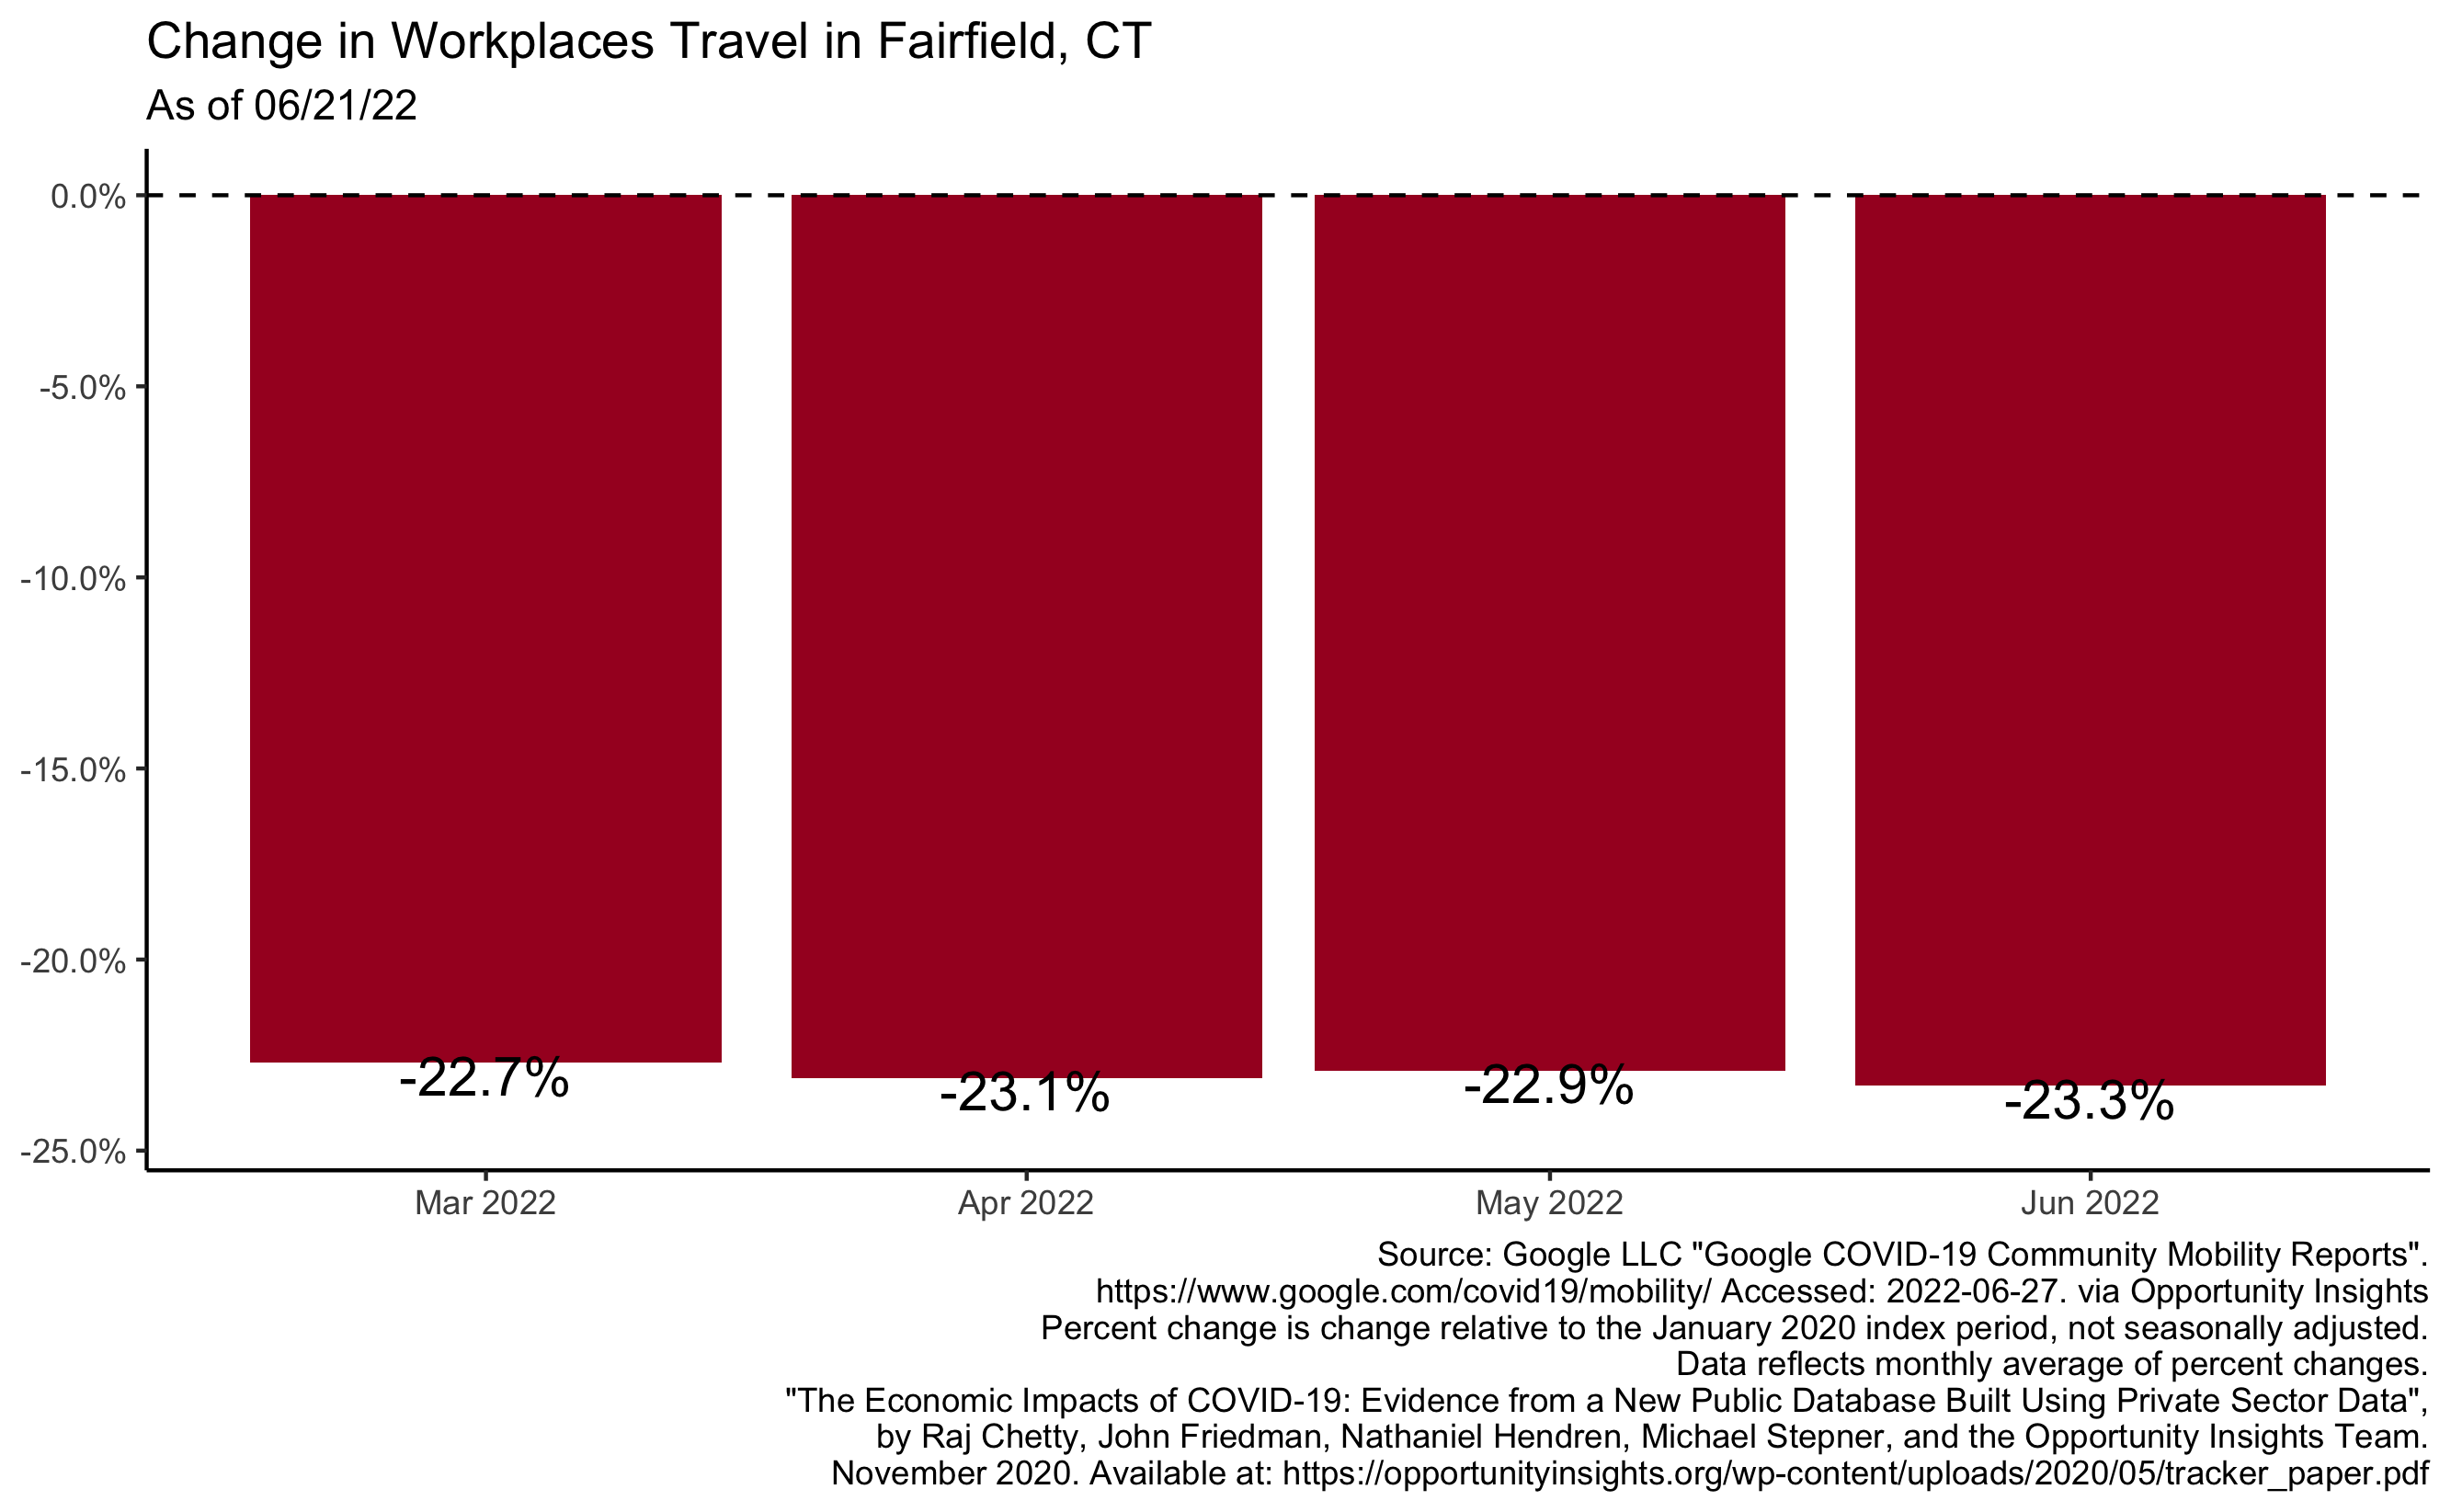 Change in Workplaces Travel in Fairfield, CT
As of 06/21/22
0.0%
-5.0%
-10.0%
-15.0%
-20.0%
-25.0%
-22.7%
-23.1%
-22.9%
-23.3%
Mar 2022
Apr 2022
May 2022
Jun 2022
Source: Google LLC "Google COVID-19 Community Mobility Reports".
https://www.google.com/covid19/mobility/ Accessed: 2022-06-27. via Opportunity Insights
Percent change is change relative to the January 2020 index period, not seasonally adjusted.
Data reflects monthly average of percent changes.
"The Economic Impacts of COVID-19: Evidence from a New Public Database Built Using Private Sector Data",
by Raj Chetty, John Friedman, Nathaniel Hendren, Michael Stepner, and the Opportunity Insights Team.
November 2020. Available at: https://opportunityinsights.org/wp-content/uploads/2020/05/tracker_paper.pdf